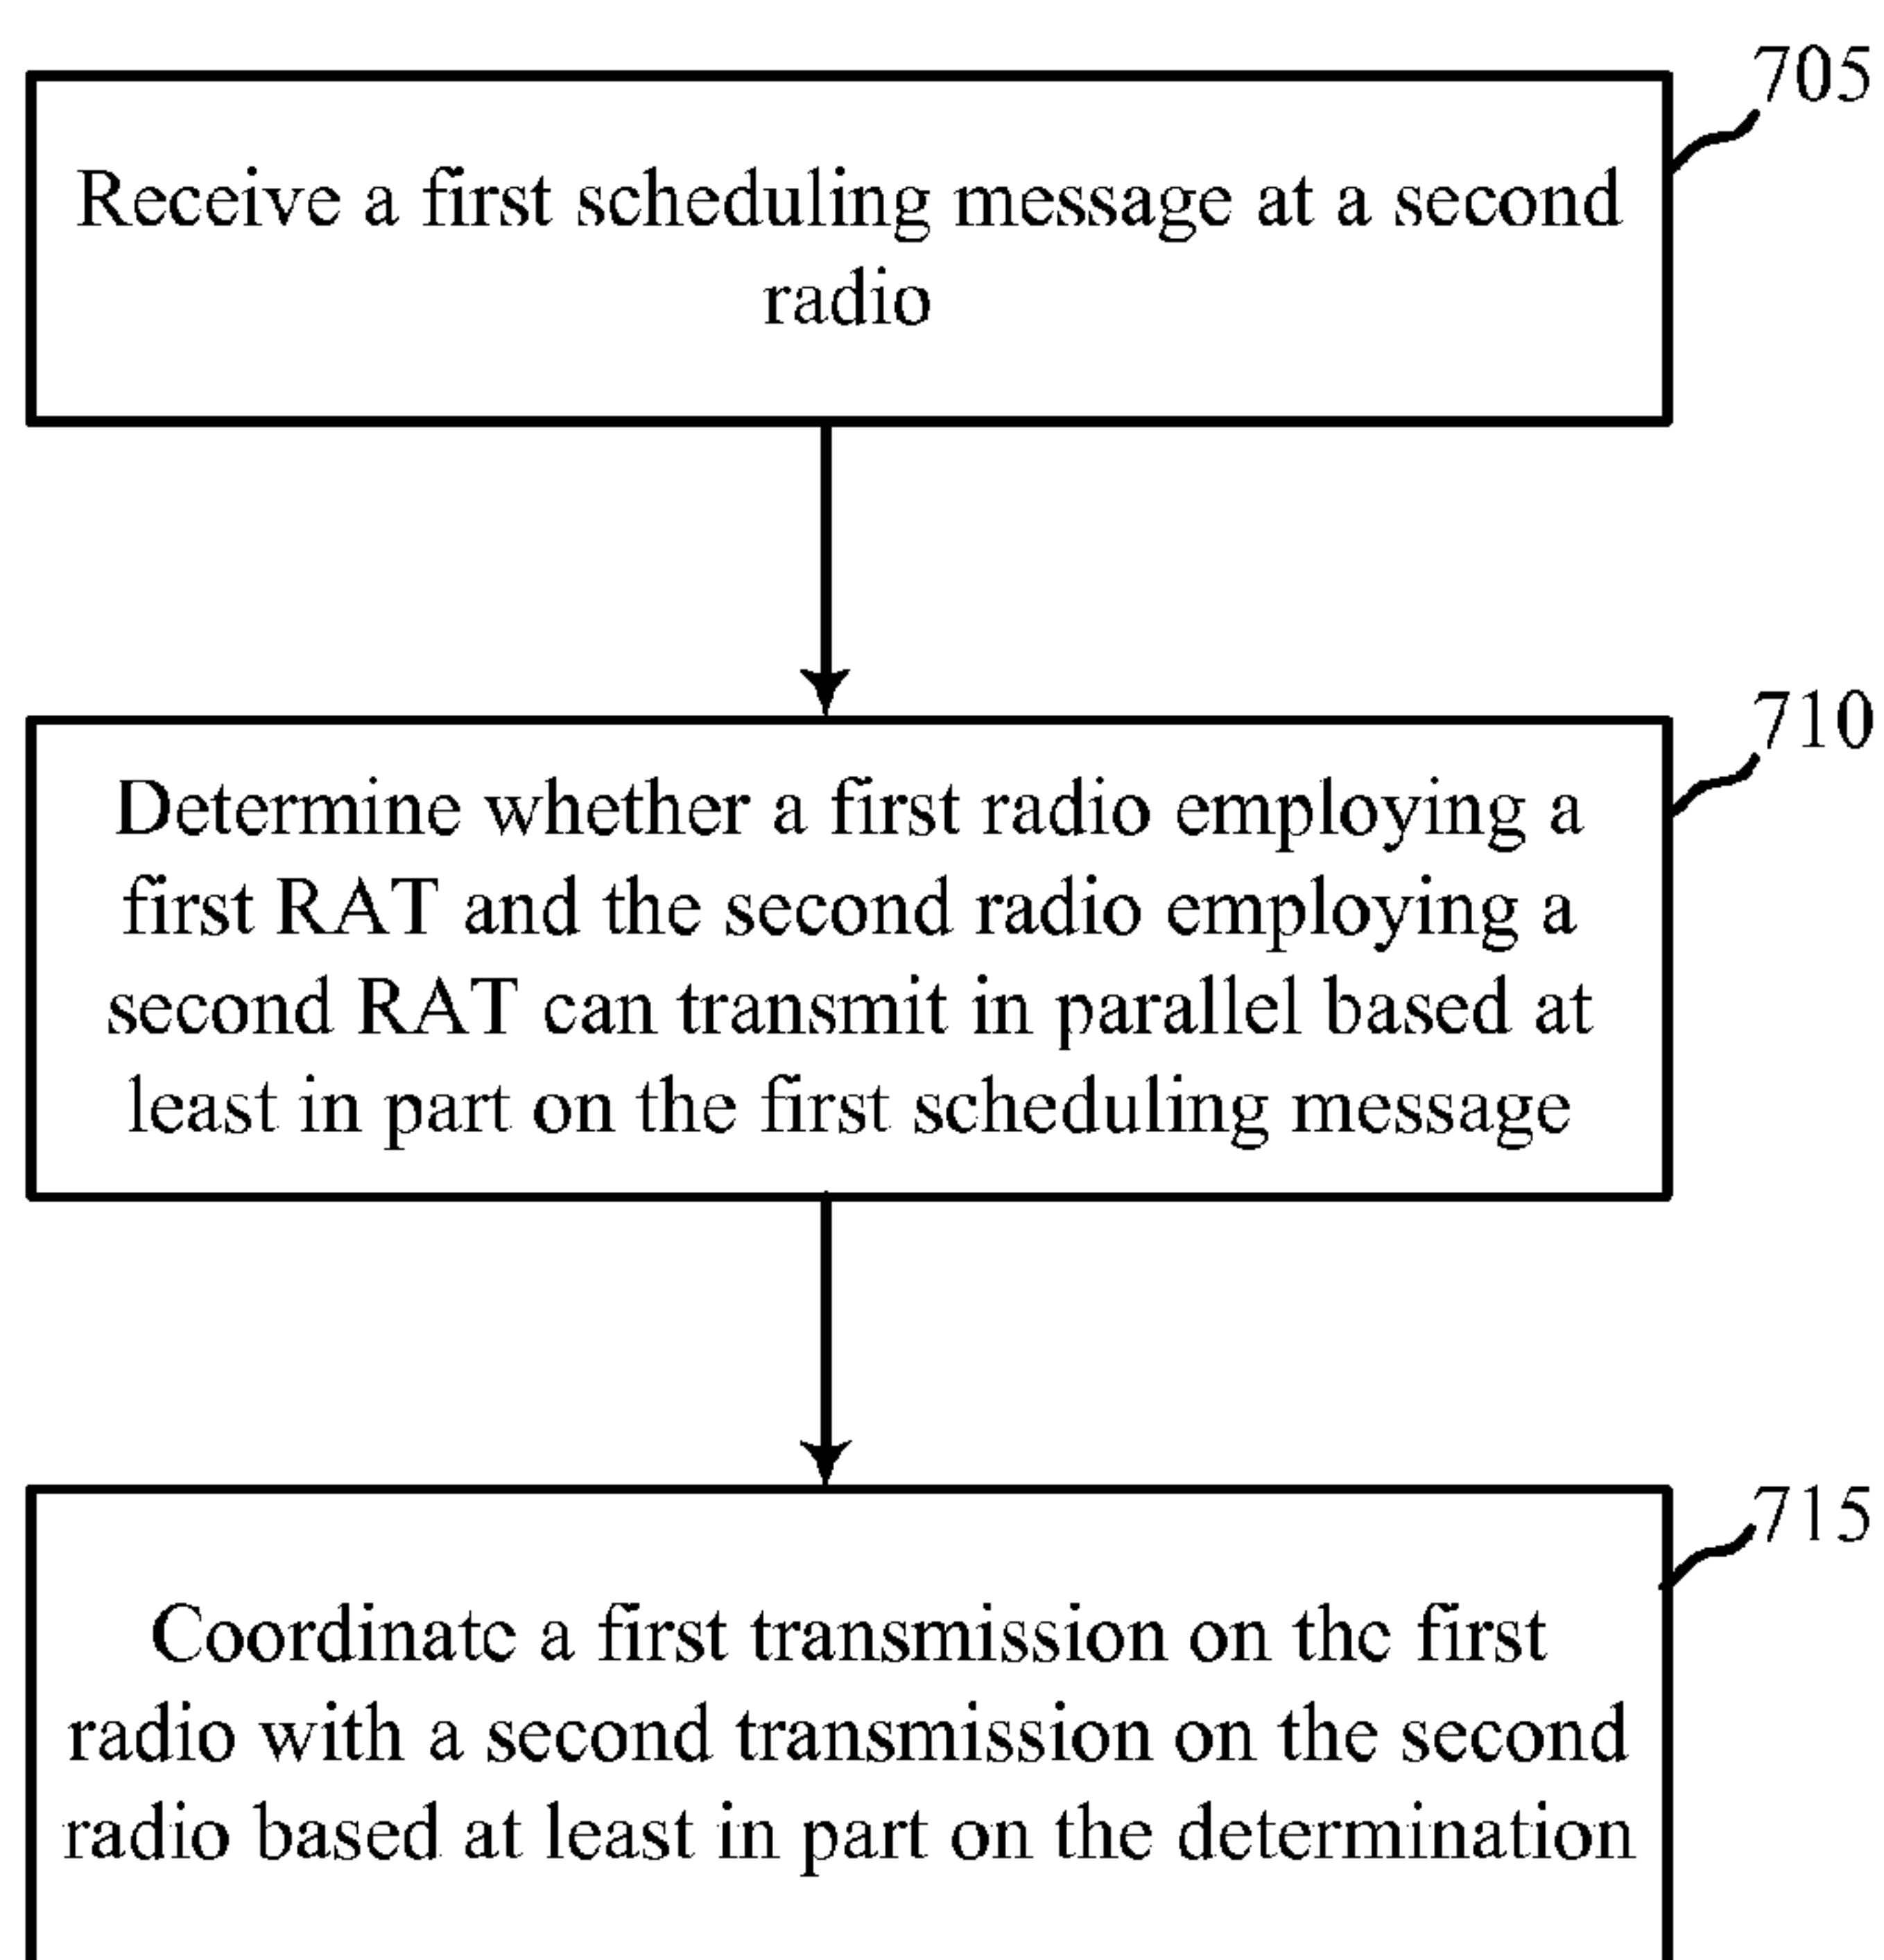 705
Receive a first scheduling message at a second
radio
710
Determine whether a first radio employing a
first RAT and the second radio employing a
second RAT can transmit in parallel based at
least in part on the first scheduling message
715
Coordinate a first transmission on the first
radio with a second transmission on the second
radio based at least in part on the determination